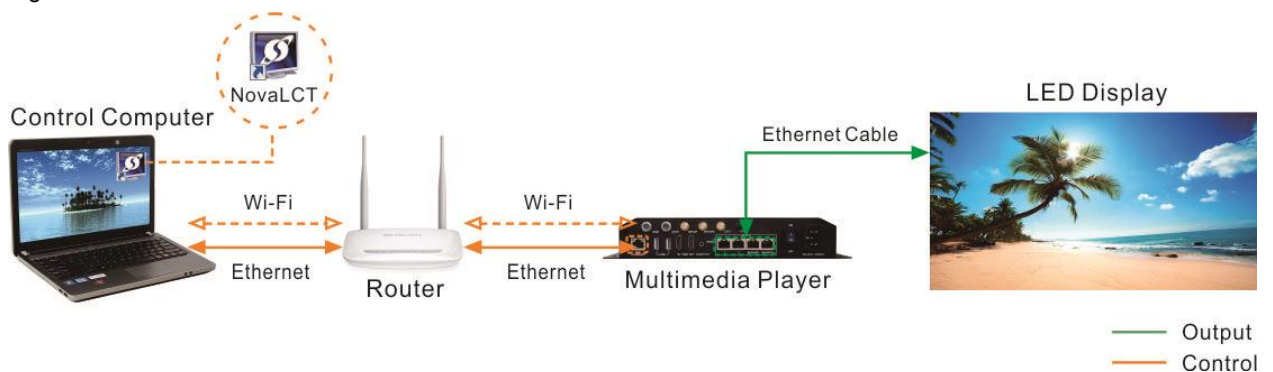 NovaLCT
Control Computer
LED Display
Ethernet Cable
Wi-Fi
Wi-Fi
Ethernet
Ethernet
Router
Multimedia Player
Output
Control